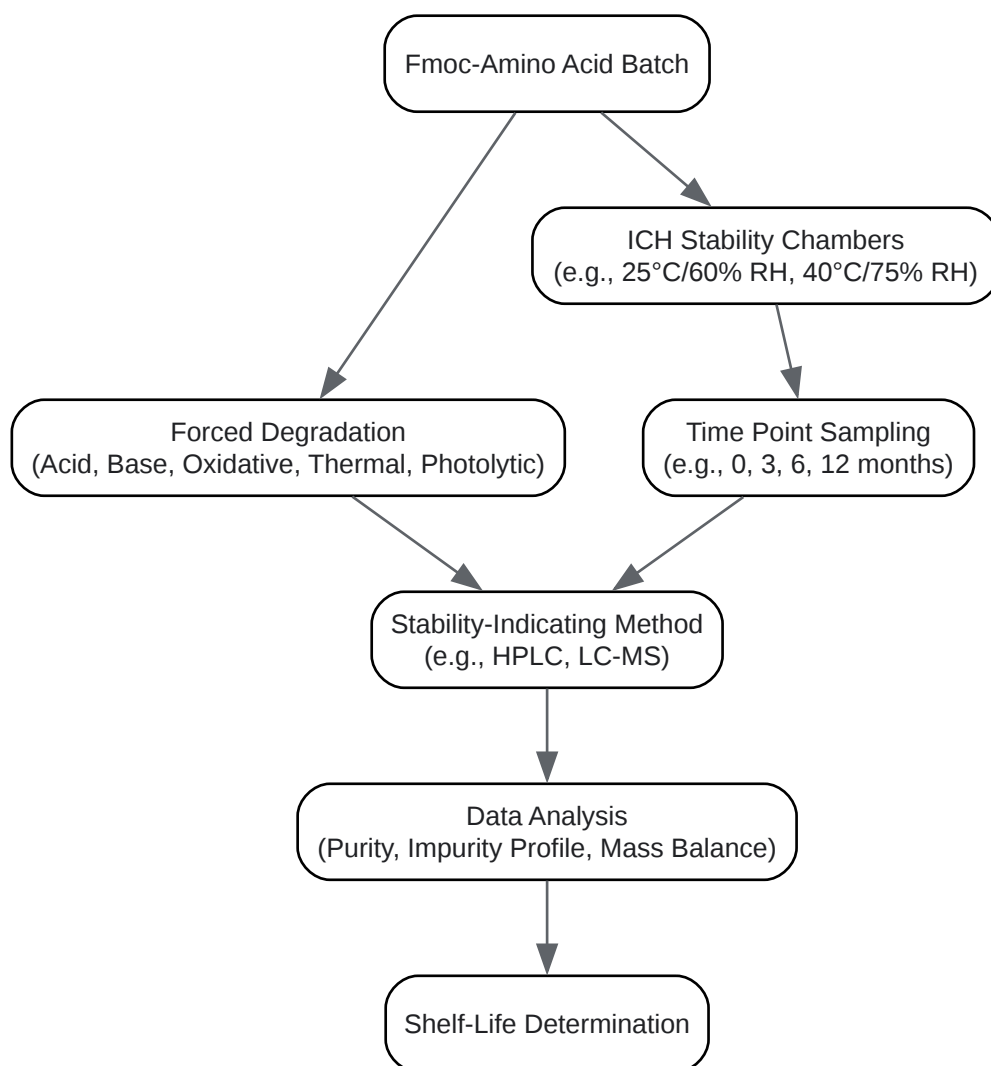 Fmoc-Amino Acid Batch
ICH Stability Chambers
(e.g., 25°C/60% RH, 40°C/75% RH)
Forced Degradation
(Acid, Base, Oxidative, Thermal, Photolytic)
Time Point Sampling
(e.g., 0, 3, 6, 12 months)
Stability-Indicating Method
(e.g., HPLC, LC-MS)
Data Analysis
(Purity, Impurity Profile, Mass Balance)
Shelf-Life Determination